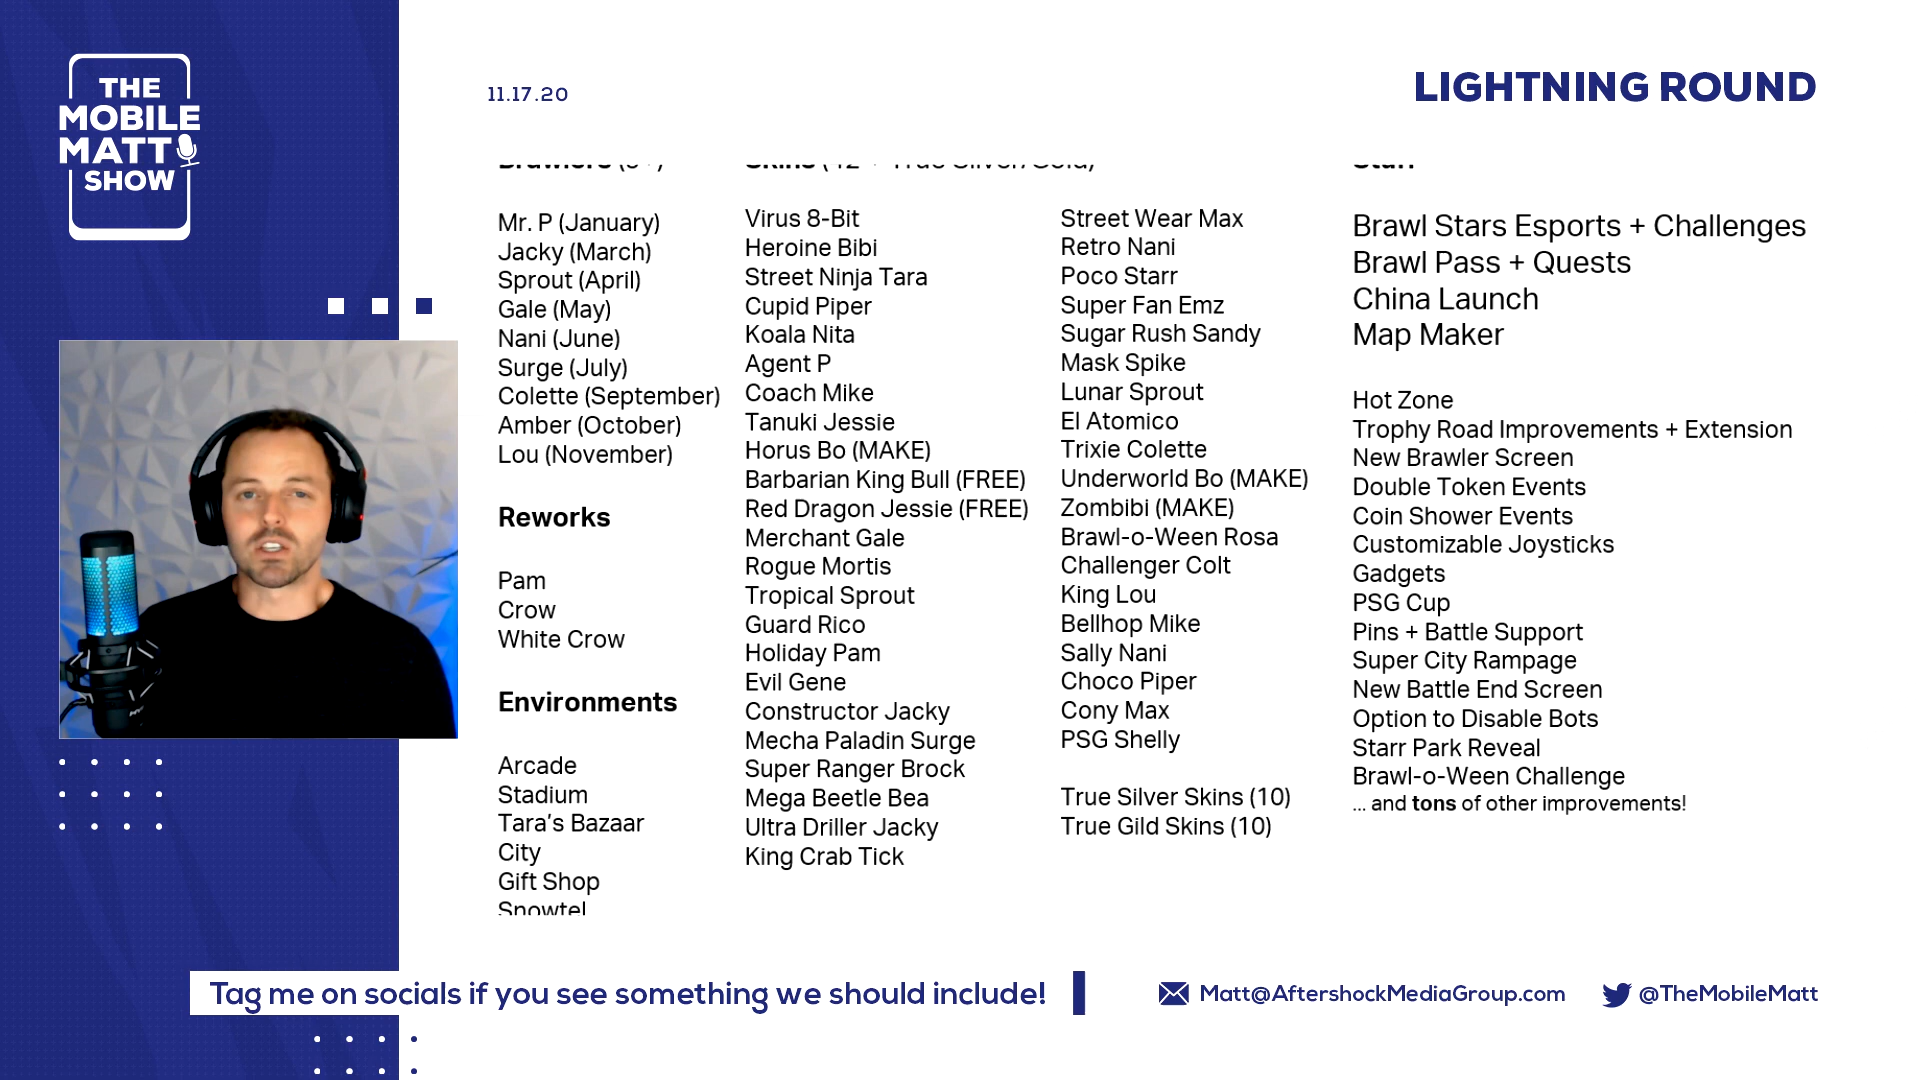 THE
MOBILE
MATT
SHOW
11.17.20
LIGHTNING ROUND
Brawlers
Mr. P (January)
Jacky (March)
Sprout (April)
Gale (May)
Nani (June)
Surge (July)
Colette (September)
Amber (October)
Lou (November)
Reworks
Pam
Crow
White Crow
Environments
Arcade
Stadium
Tara's Bazaar
City
Gift Shop
Snowtel
Skins
Virus 8-Bit
Heroine Bibi
Street Ninja Tara
Cupid Piper
Koala Nita
Agent P
Coach Mike
Tanuki Jessie
Horus Bo (MAKE)
Barbarian King Bull (FREE)
Red Dragon Jessie (FREE)
Merchant Gale
Rogue Mortis
Tropical Sprout
Guard Rico
Holiday Pam
Evil Gene
Constructor Jacky
Mecha Paladin Surge
Super Ranger Brock
Mega Beetle Bea
Ultra Driller Jacky
King Crab Tick
Street Wear Max
Retro Nani
Poco Starr
Super Fan Emz
Sugar Rush Sandy
Mask Spike
Lunar Sprout
El Atomico
Trixie Colette
Underworld Bo (MAKE)
Zombibi (MAKE)
Brawl-o-Ween Rosa
Challenger Colt
King Lou
Bellhop Mike
Sally Nani
Choco Piper
Cony Max
PSG Shelly
True Silver Skins (10)
True Gild Skins (10)
Brawl Stars Esports + Challenges
Brawl Pass + Quests
China Launch
Map Maker
Hot Zone
Trophy Road Improvements + Extension
New Brawler Screen
Double Token Events
Coin Shower Events
Customizable Joysticks
Gadgets
PSG Cup
Pins + Battle Support
Super City Rampage
New Battle End Screen
Option to Disable Bots
Starr Park Reveal
Brawl-o-Ween Challenge
... and tons of other improvements!
Tag me on socials if you see something we should include!
Matt@AftershockMediaGroup.com
@TheMobileMatt